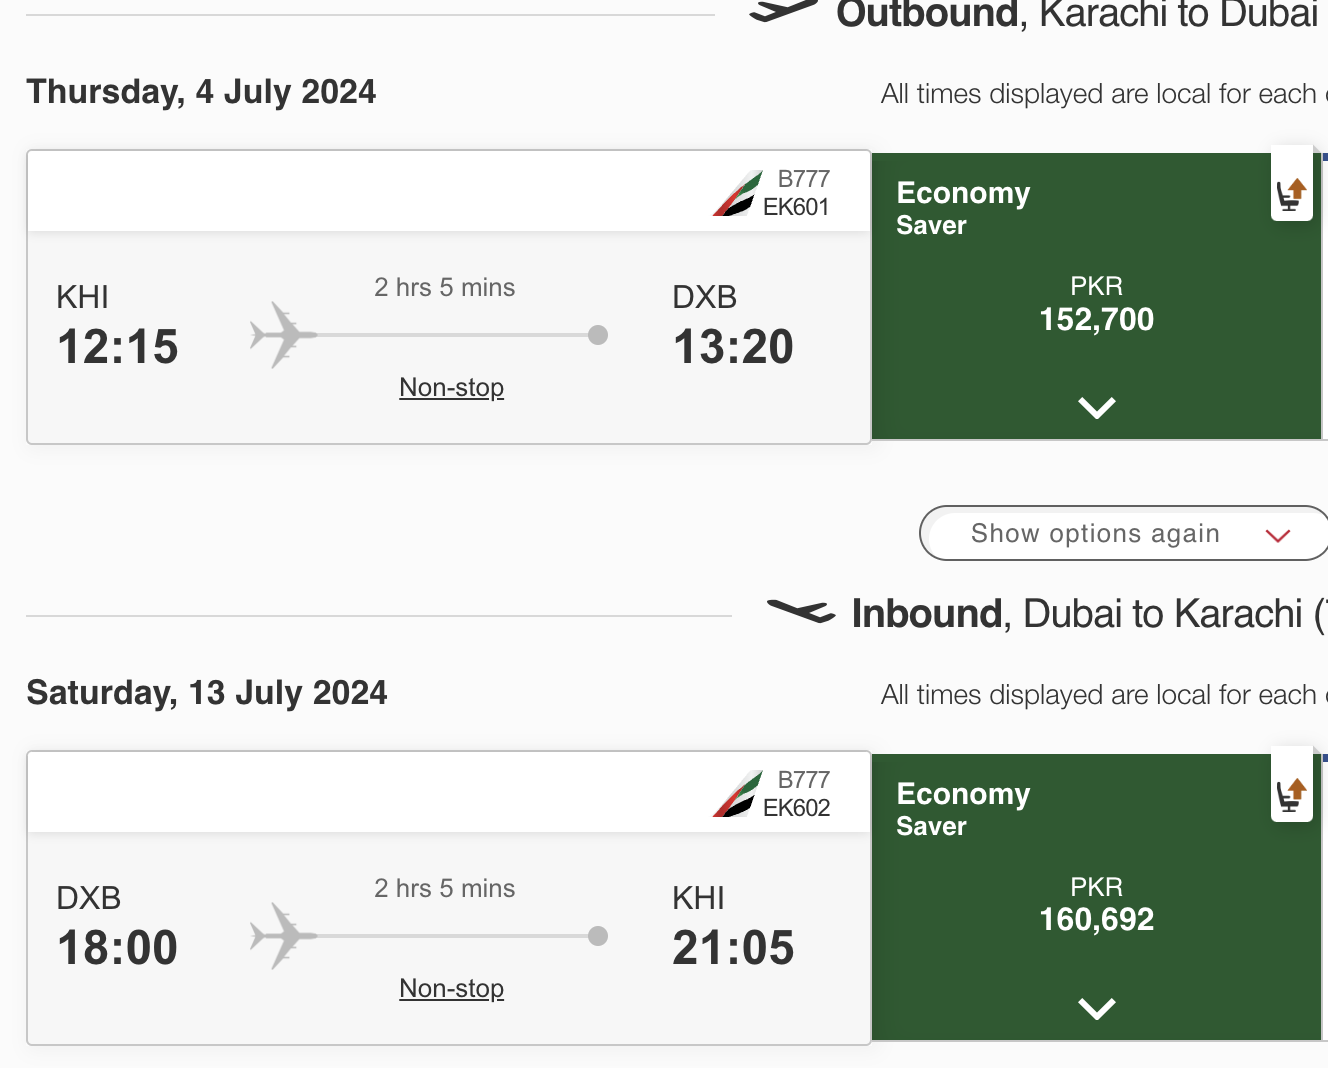 Outbound, Karachi to Dubai
Thursday, 4 July 2024
All times displayed are local for each
B777
EK601
Economy
Saver
KHI
12:15
2 hrs 5 mins
Non-stop
DXB
13:20
PKR
152,700
Show options again
Inbound, Dubai to Karachi (
Saturday, 13 July 2024
All times displayed are local for each
B777
EK602
Economy
Saver
DXB
18:00
2 hrs 5 mins
Non-stop
KHI
21:05
PKR
160,692